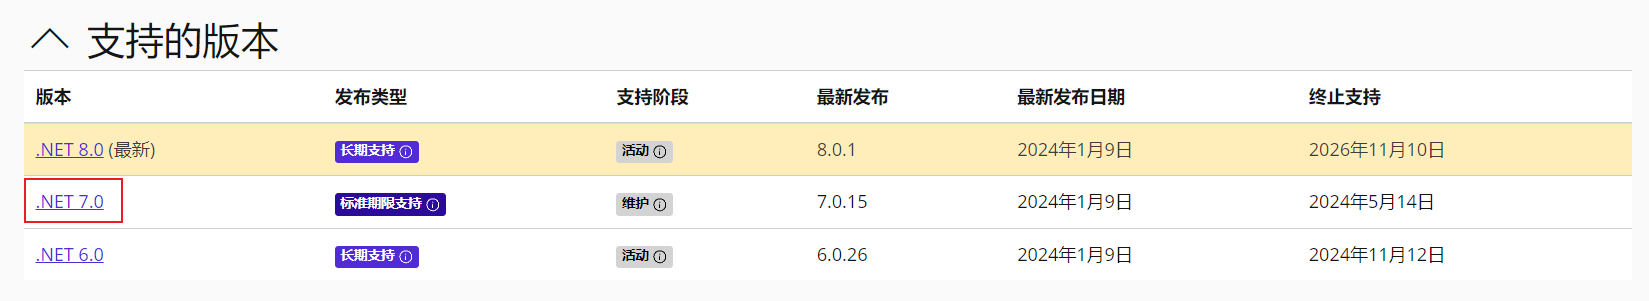 支持的版本
版本 发布类型 支持阶段 最新发布 最新发布日期 终止支持
.NET 8.0 (最新) 长期支持 活动 8.0.1 2024年1月9日 2026年11月10日
.NET 7.0 标准期限支持 维护 7.0.15 2024年1月9日 2024年5月14日
.NET 6.0 长期支持 活动 6.0.26 2024年1月9日 2024年11月12日